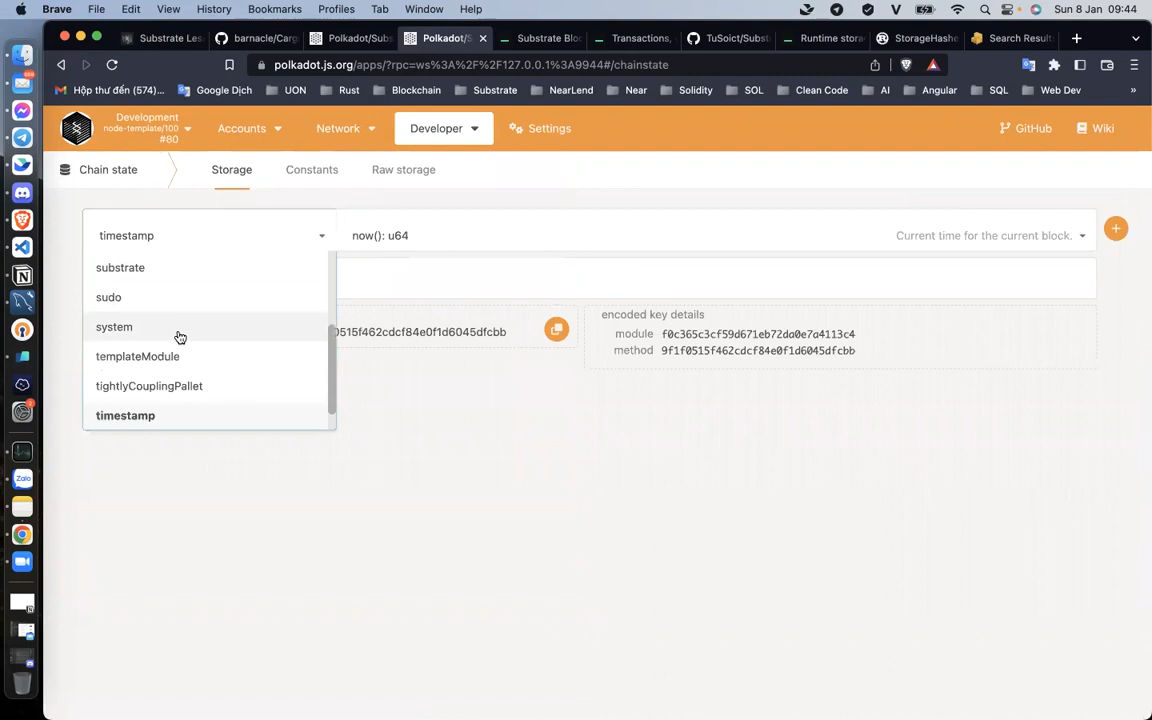 Brave File Edit View History Bookmarks Profiles Tab Window Help Sun 8 Jan 09:44
Substrate Les barnacle/Carg Polkadot/Subs Polkadot/S Substrate Bloc Transactions, TuSoict/Subst Runtime stora StorageHashe Search Result
polkadot.js.org/apps/?rpc=ws%3A%2F%2F127.0.0.1%3A9944#/chainstate
Hộp thư đến (574)... Google Dịch UON Rust Blockchain Substrate NearLend Near Solidity SOL Clean Code AI Angular SQL Web Dev »
Development
node-template/100
#80
Accounts Network Developer Settings GitHub Wiki
Chain state Storage Constants Raw storage
timestamp now(): u64 Current time for the current block.
substrate
sudo
system
templateModule
tightlyCouplingPallet
timestamp
0515f462cdcf84e0f1d6045dfcbb
encoded key details
module f0c365c3cf59d671eb72da0e7a4113c4
method 9f1f0515f462cdcf84e0f1d6045dfcbb
Zalo